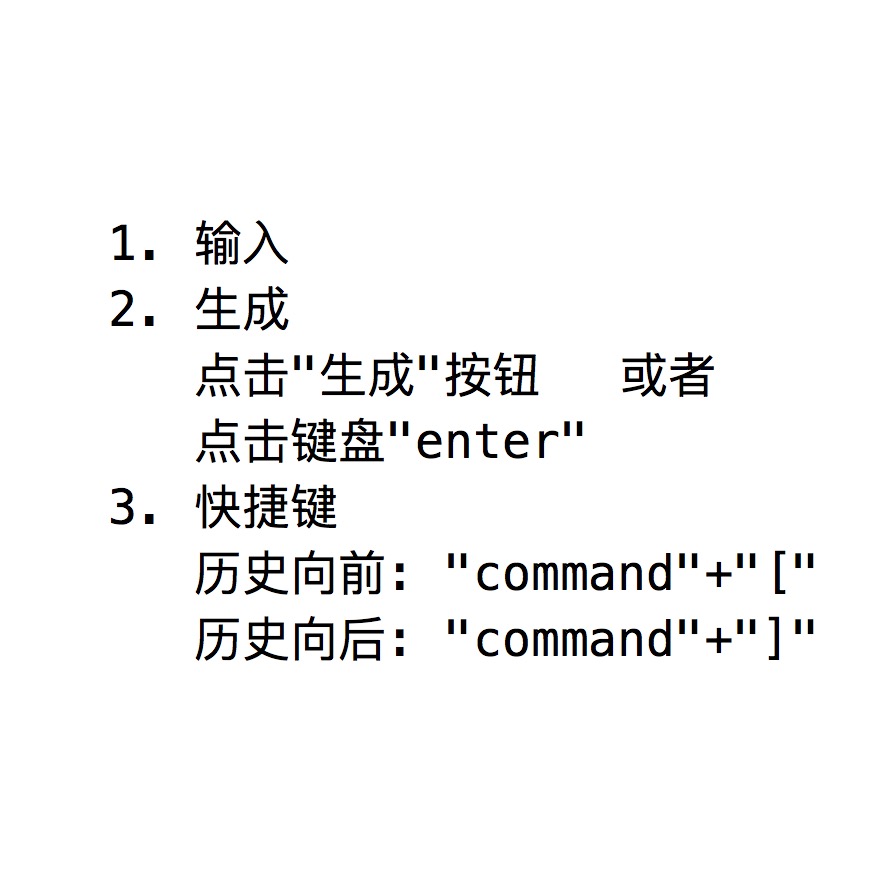 1. 输入
2. 生成
点击"生成"按钮 或者
点击键盘"enter"
3. 快捷键
历史向前: "command"+"["
历史向后: "command"+"]"